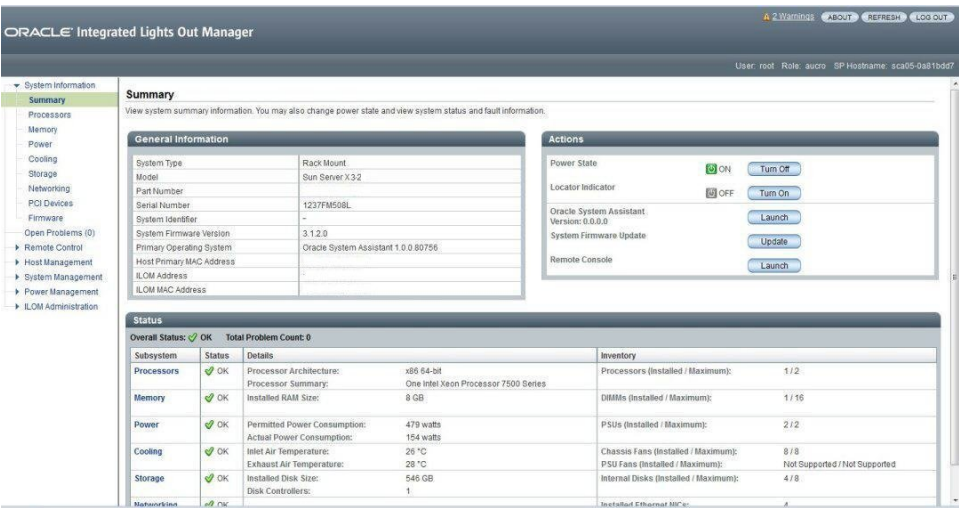 2 Warnings ABOUT REFRESH LOG OUT
ORACLE Integrated Lights Out Manager
User: root Role: aucro SP Hostname: sca05-0a81bdd7
System Information
Summary
Processors
Memory
Power
Cooling
Storage
Networking
PCI Devices
Firmware
Open Problems (0)
Remote Control
Host Management
System Management
Power Management
ILOM Administration
Summary
View system summary information. You may also change power state and view system status and fault information.
General Information
System Type Rack Mount
Model Sun Server X3-2
Part Number
Serial Number 1237FM508L
System Identifier -
System Firmware Version 3.1.2.0
Primary Operating System Oracle System Assistant 1.0.0.80756
Host Primary MAC Address
ILOM Address
ILOM MAC Address
Actions
Power State ON Turn Off
Locator Indicator OFF Turn On
Oracle System Assistant
Version: 0.0.0.0 Launch
System Firmware Update Update
Remote Console Launch
Status
Overall Status: OK Total Problem Count: 0
Subsystem Status Details Inventory
Processors OK Processor Architecture: x86 64-bit Processors (Installed / Maximum): 1 / 2
Processor Summary: One Intel Xeon Processor 7500 Series
Memory OK Installed RAM Size: 8 GB DIMMs (Installed / Maximum): 1 / 16
Power OK Permitted Power Consumption: 479 watts PSUs (Installed / Maximum): 2 / 2
Actual Power Consumption: 154 watts
Cooling OK Inlet Air Temperature: 26 °C Chassis Fans (Installed / Maximum): 8 / 8
Exhaust Air Temperature: 28 °C PSU Fans (Installed / Maximum): Not Supported / Not Supported
Storage OK Installed Disk Size: 546 GB Internal Disks (Installed / Maximum): 4 / 8
Disk Controllers: 1
Networking OK Installed Ethernet NICs: 4